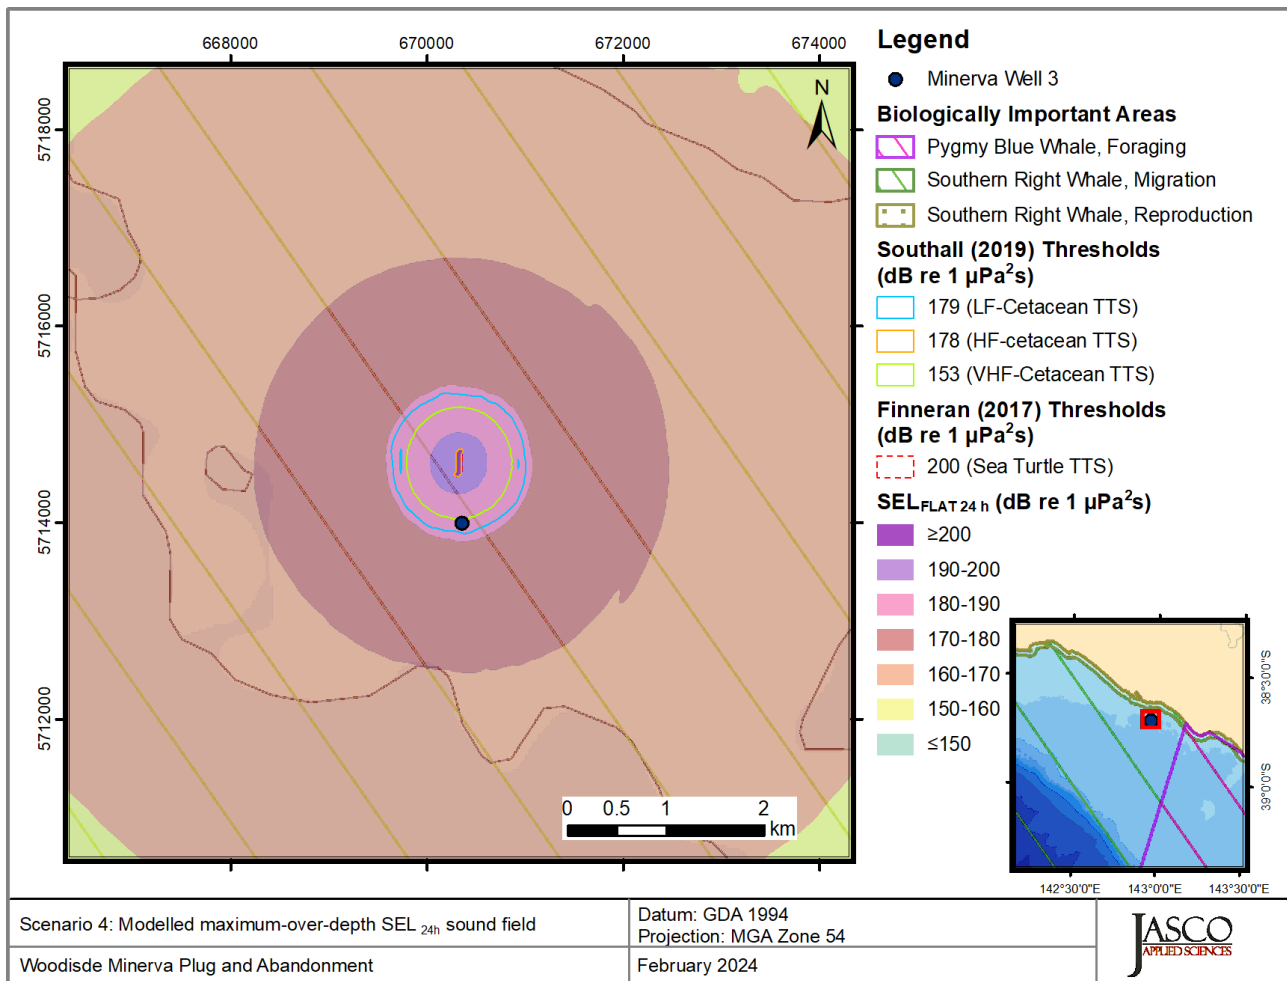 668000 670000 672000 674000
5718000
5716000
5714000
5712000
N
0 0.5 1 2
km
Legend
Minerva Well 3
Biologically Important Areas
Pygmy Blue Whale, Foraging
Southern Right Whale, Migration
Southern Right Whale, Reproduction
Southall (2019) Thresholds
(dB re 1 µPa²s)
179 (LF-Cetacean TTS)
178 (HF-cetacean TTS)
153 (VHF-Cetacean TTS)
Finneran (2017) Thresholds
(dB re 1 µPa²s)
200 (Sea Turtle TTS)
SELFLAT 24 h (dB re 1 µPa²s)
≥200
190-200
180-190
170-180
160-170
150-160
≤150
38°30'0"S
39°0'0"S
142°30'0"E 143°0'0"E 143°30'0"E
Scenario 4: Modelled maximum-over-depth SEL 24h sound field
Woodisde Minerva Plug and Abandonment
Datum: GDA 1994
Projection: MGA Zone 54
February 2024
JASCO
APPLIED SCIENCES